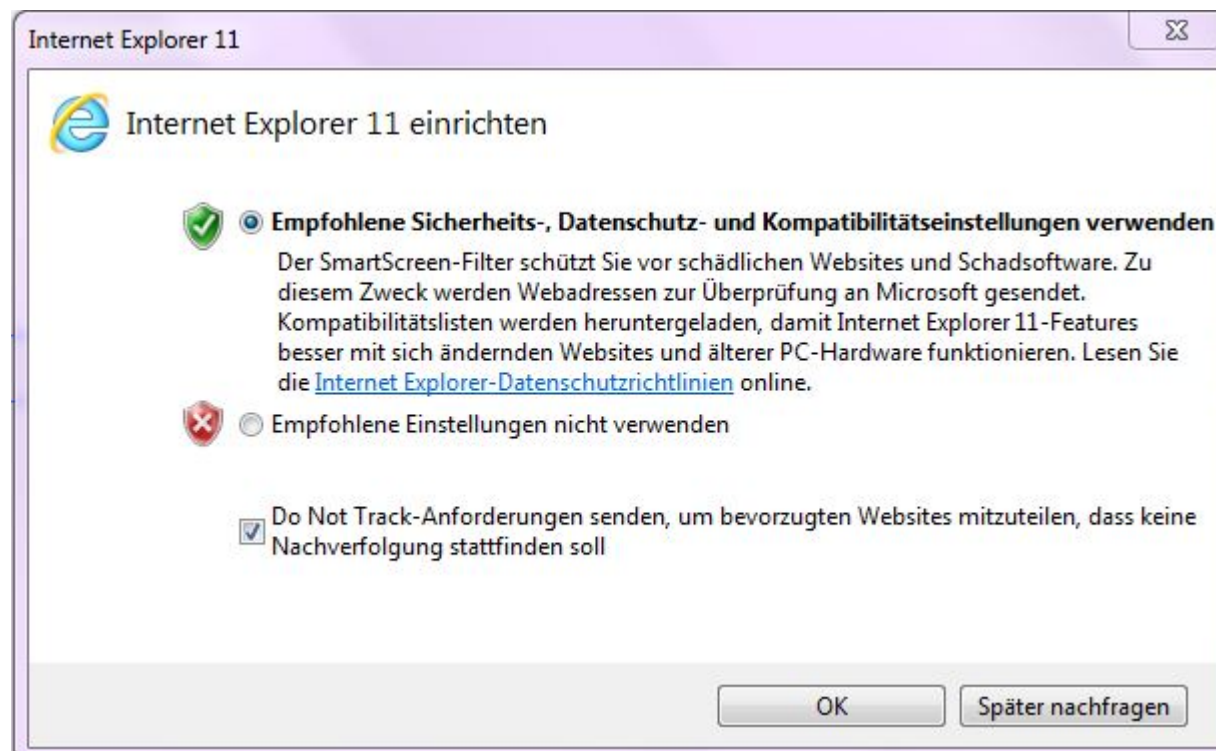 Internet Explorer 11
Internet Explorer 11 einrichten
Empfohlene Sicherheits-, Datenschutz- und Kompatibilitätseinstellungen verwenden
Der SmartScreen-Filter schützt Sie vor schädlichen Websites und Schadsoftware. Zu
diesem Zweck werden Webadressen zur Überprüfung an Microsoft gesendet.
Kompatibilitätslisten werden heruntergeladen, damit Internet Explorer 11-Features
besser mit sich ändernden Websites und älterer PC-Hardware funktionieren. Lesen Sie
die Internet Explorer-Datenschutzrichtlinien online.
Empfohlene Einstellungen nicht verwenden
Do Not Track-Anforderungen senden, um bevorzugten Websites mitzuteilen, dass keine
Nachverfolgung stattfinden soll
OK
Später nachfragen